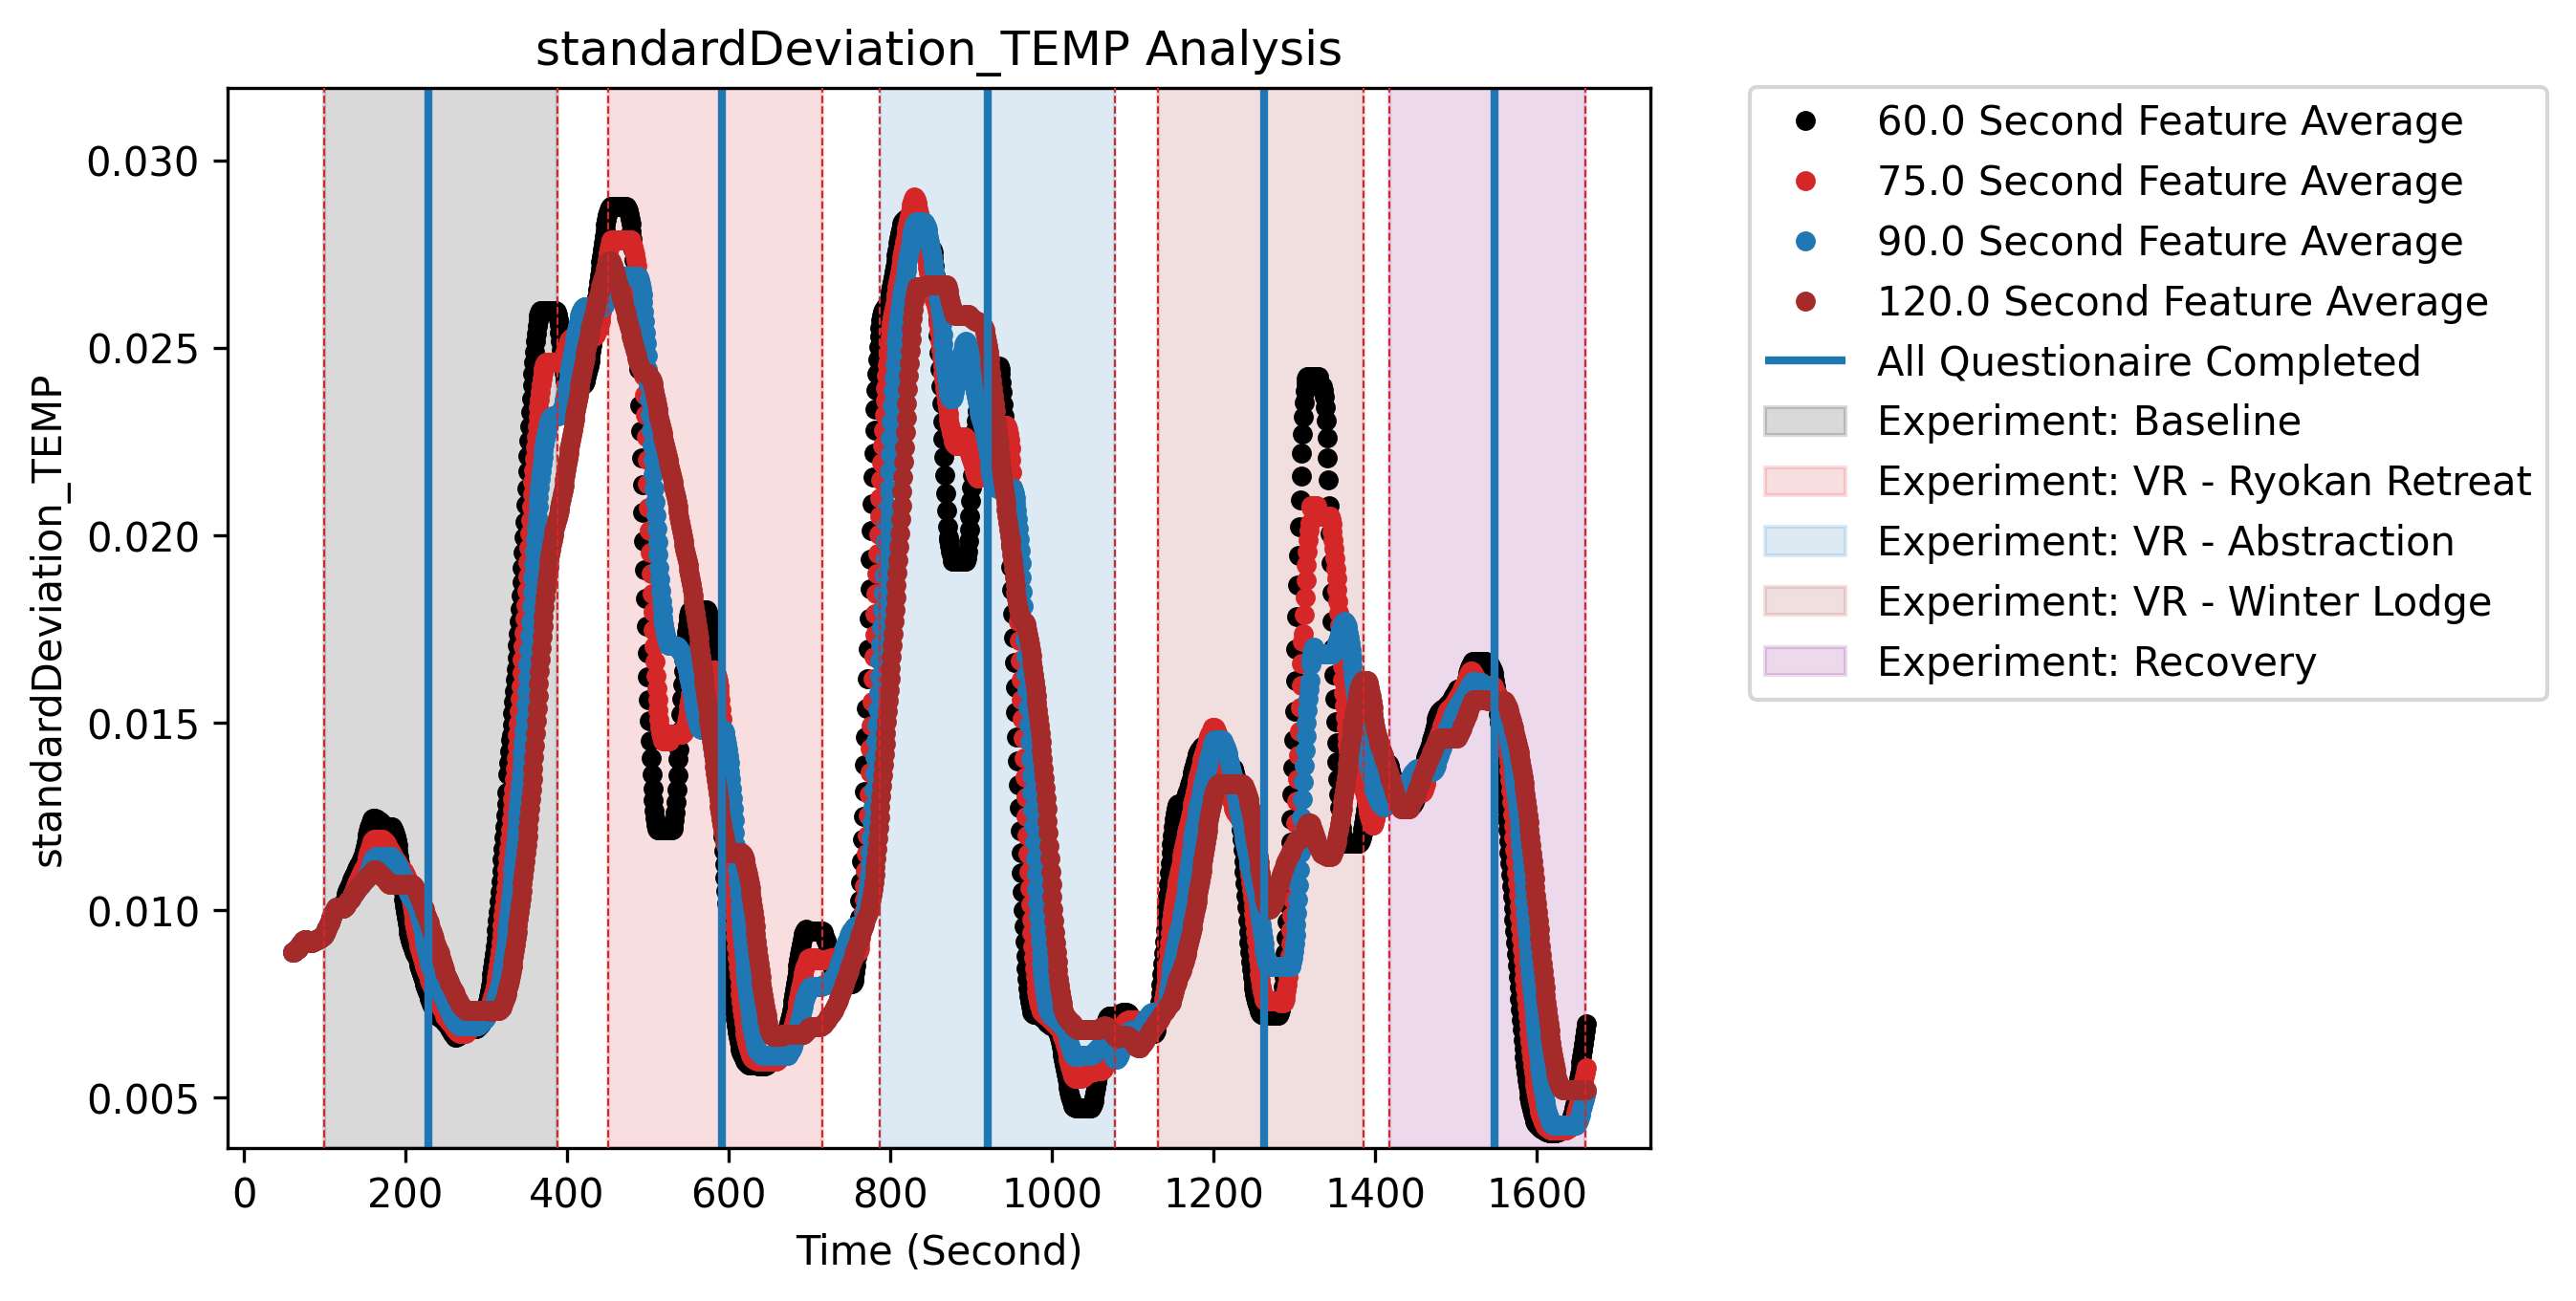 standardDeviation_TEMP Analysis
0.030
0.025
0.020
0.015
0.010
0.005
standardDeviation_TEMP
0 200 400 600 800 1000 1200 1400 1600
Time (Second)
60.0 Second Feature Average
75.0 Second Feature Average
90.0 Second Feature Average
120.0 Second Feature Average
All Questionaire Completed
Experiment: Baseline
Experiment: VR - Ryokan Retreat
Experiment: VR - Abstraction
Experiment: VR - Winter Lodge
Experiment: Recovery